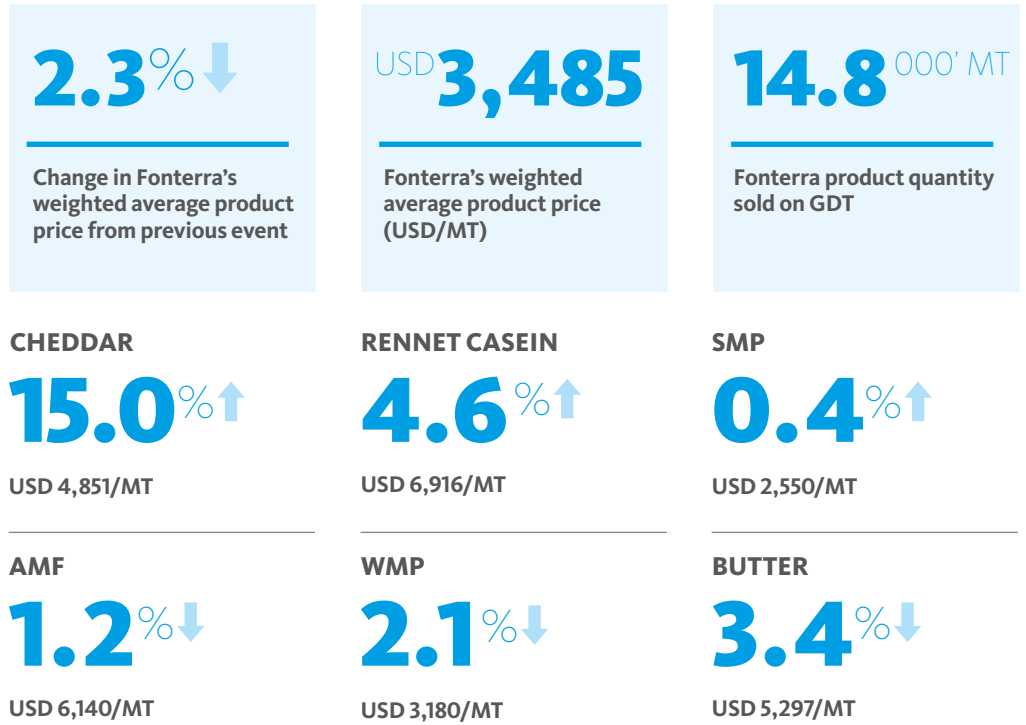 2.3%
Change in Fonterra's
weighted average product
price from previous event
USD 3,485
Fonterra's weighted
average product price
(USD/MT)
14.8 000' MT
Fonterra product quantity
sold on GDT
CHEDDAR
15.0%
USD 4,851/MT
RENNET CASEIN
4.6%
USD 6,916/MT
SMP
0.4%
USD 2,550/MT
AMF
1.2%
USD 6,140/MT
WMP
2.1%
USD 3,180/MT
BUTTER
3.4%
USD 5,297/MT